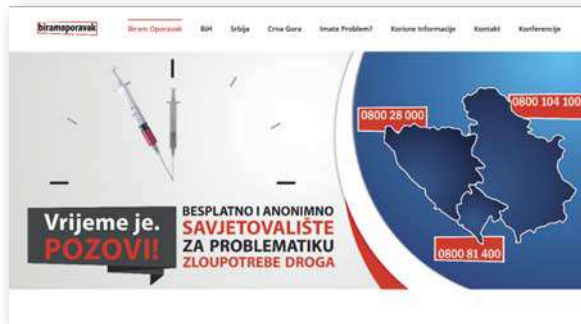 biramoporavak
Biram Oporavak BiH Srbija Crna Gora Imate Problem? Korisne Informacije Kontakt Konferencije
0800 28 000
0800 104 100
0800 81 400
Vrijeme je.
POZOVI!
BESPLATNO I ANONIMNO
SAVJETOVALIŠTE
ZA PROBLEMATIKU
ZLOUPOTREBE DROGA